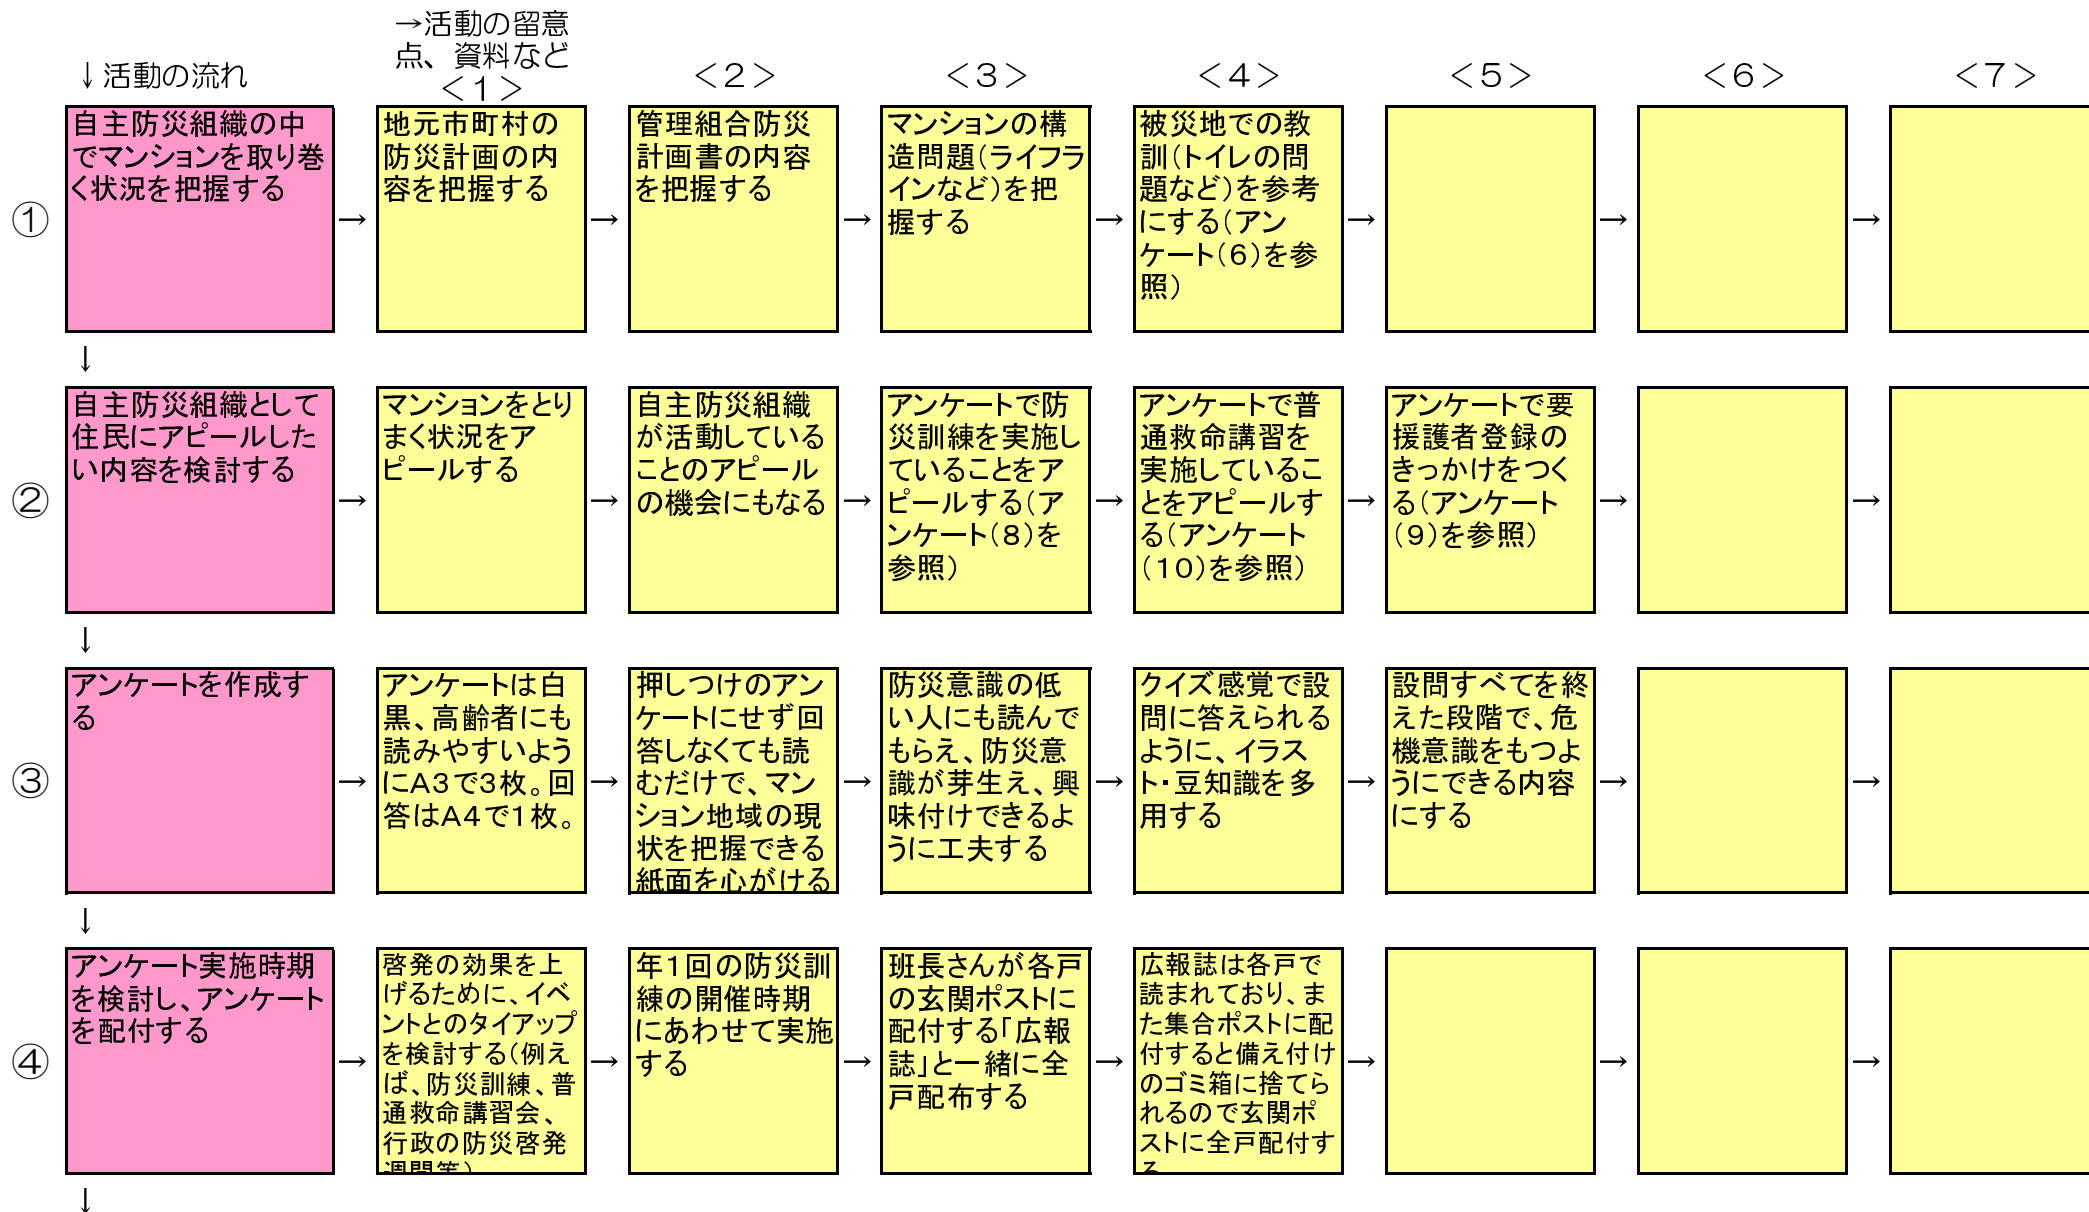 →活動の留意
点、資料など
↓活動の流れ
＜１＞
＜２＞
＜３＞
＜４＞
＜５＞
＜６＞
＜７＞
①
自主防災組織の中
でマンションを取り巻
く状況を把握する
→
地元市町村の
防災計画の内
容を把握する
→
管理組合防災
計画書の内容
を把握する
→
マンションの構
造問題（ライフラ
インなど）を把
握する
→
被災地での教
訓（トイレの問
題など）を参考
にする（アン
ケート（６）を参
照）
→
→
→
↓
②
自主防災組織として
住民にアピールした
い内容を検討する
→
マンションをとり
まく状況をア
ピールする
→
自主防災組織
が活動している
ことのアピール
の機会にもなる
→
アンケートで防
災訓練を実施し
ていることをア
ピールする（ア
ンケート（８）を
参照）
→
アンケートで普
通救命講習を
実施しているこ
とをアピールす
る（アンケート
（１０）を参照）
→
アンケートで要
援護者登録の
きっかけをつく
る（アンケート
（９）を参照）
→
→
↓
③
アンケートを作成す
る
→
アンケートは白
黒、高齢者にも
読みやすいよう
にＡ３で３枚。回
答はＡ４で１枚。
→
押しつけのアン
ケートにせず回
答しなくても読
むだけで、マン
ション地域の現
状を把握できる
紙面を心がける
→
防災意識の低
い人にも読んで
もらえ、防災意
識が芽生え、興
味付けできるよ
うに工夫する
→
クイズ感覚で設
問に答えられる
ように、イラス
ト・豆知識を多
用する
→
設問すべてを終
えた段階で、危
機意識をもつよ
うにできる内容
にする
→
→
↓
④
アンケート実施時期
を検討し、アンケート
を配付する
→
啓発の効果を上
げるために、イベ
ントとのタイアップ
を検討する（例え
ば、防災訓練、普
通救命講習会、
行政の防災啓発
週間等）
→
年１回の防災訓
練の開催時期
にあわせて実施
する
→
班長さんが各戸
の玄関ポストに
配付する「広報
誌」と一緒に全
戸配布する
→
広報誌は各戸で
読まれており、ま
た集合ポストに配
付すると備え付け
のゴミ箱に捨てら
れるので玄関ポ
ストに全戸配付す
る
→
→
→
↓